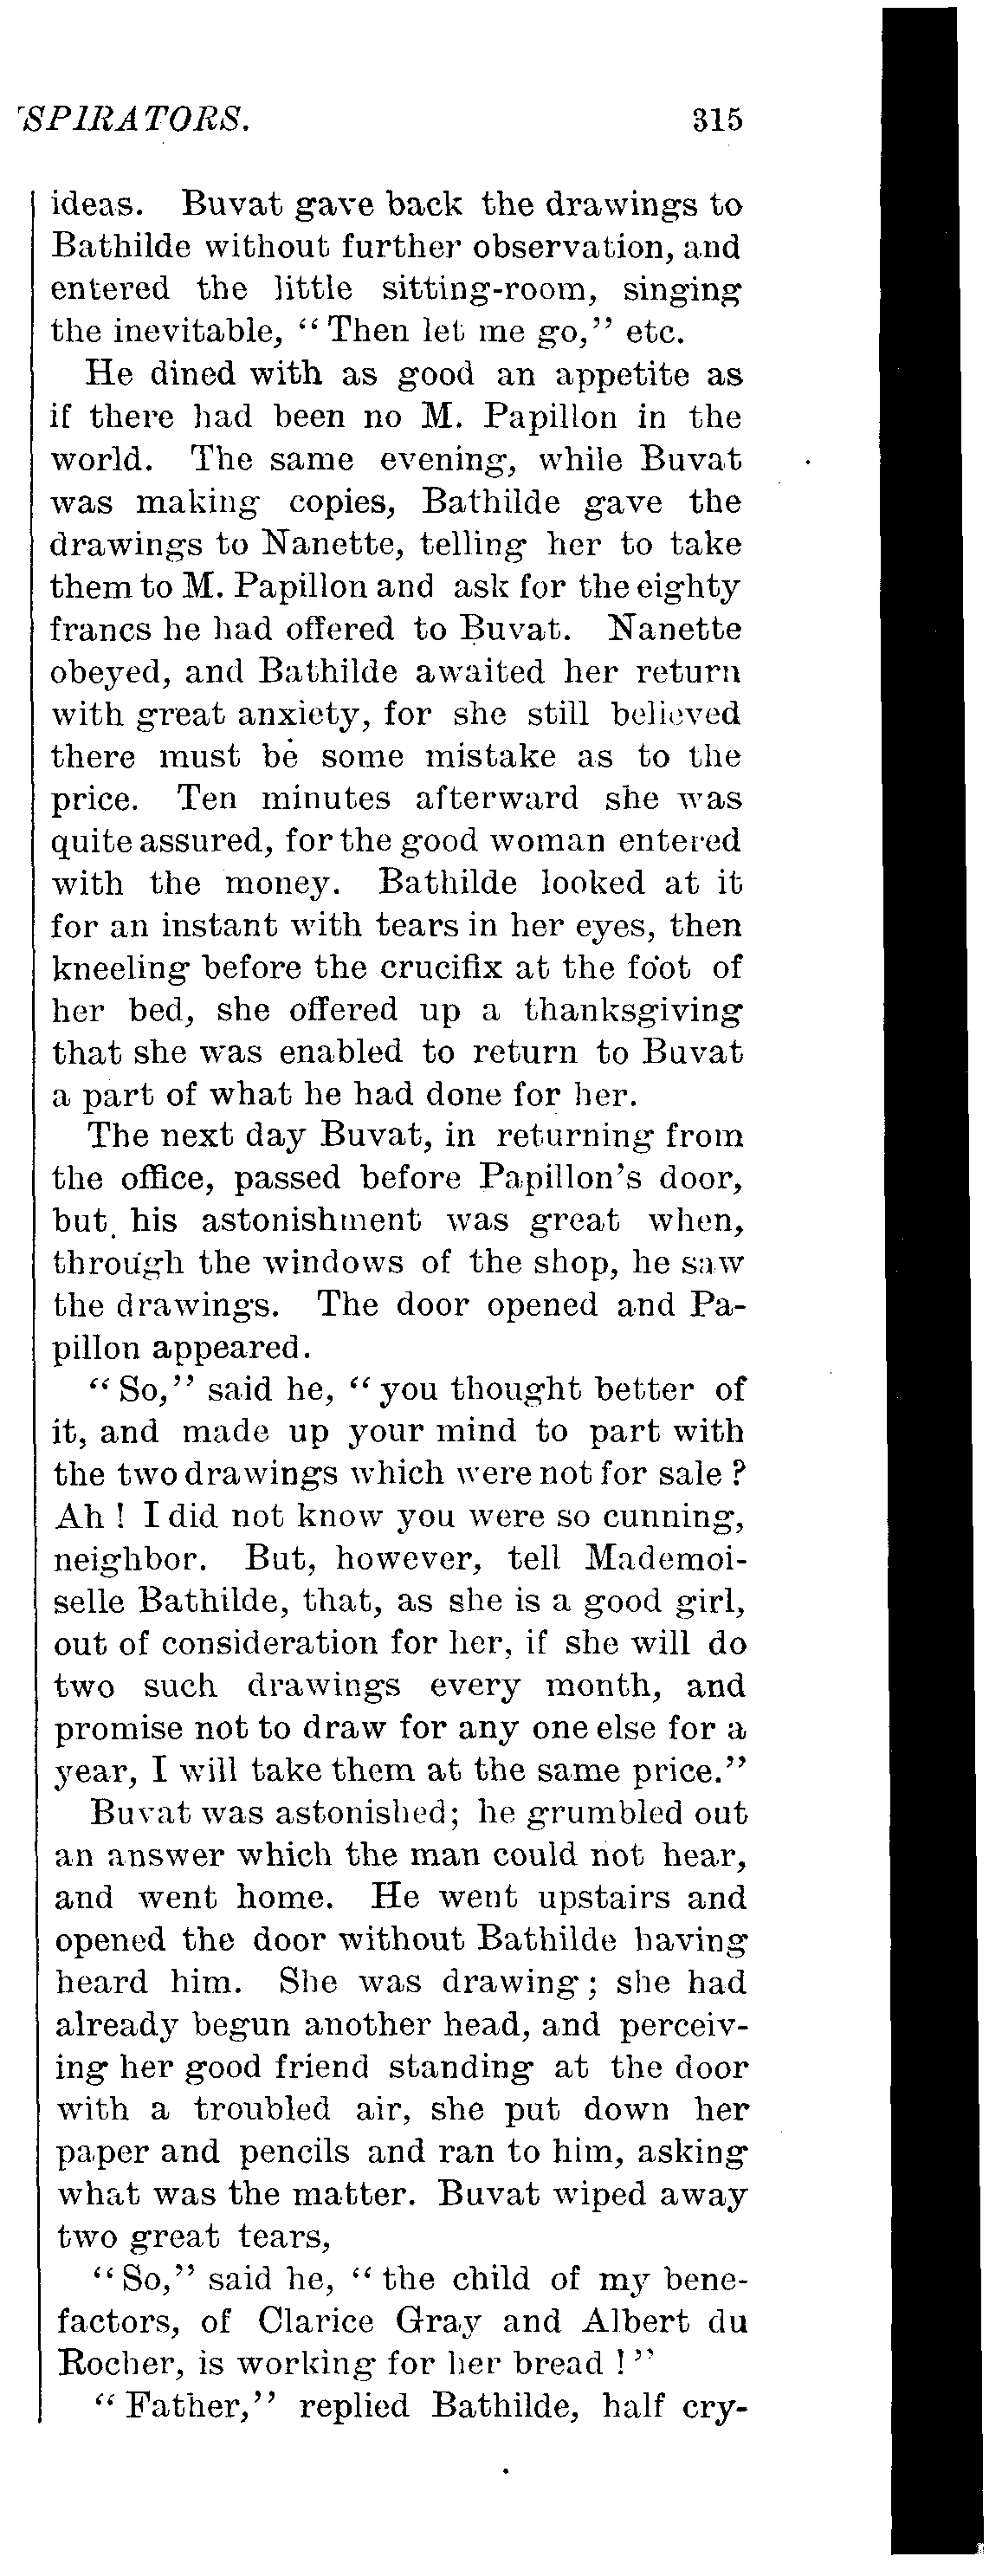 SPIRATORS. 315
ideas. Buvat gave back the drawings to
Bathilde without further observation, and
entered the little sitting-room, singing
the inevitable, “Then let me go,” etc.
He dined with as good an appetite as
if there had been no M. Papillon in the
world. The same evening, while Buvat
was making copies, Bathilde gave the
drawings to Nanette, telling her to take
them to M. Papillon and ask for the eighty
francs he had offered to Buvat. Nanette
obeyed, and Bathilde awaited her return
with great anxiety, for she still believed
there must be some mistake as to the
price. Ten minutes afterward she was
quite assured, for the good woman entered
with the money. Bathilde looked at it
for an instant with tears in her eyes, then
kneeling before the crucifix at the foot of
her bed, she offered up a thanksgiving
that she was enabled to return to Buvat
a part of what he had done for her.
The next day Buvat, in returning from
the office, passed before Papillon’s door,
but his astonishment was great when,
through the windows of the shop, he saw
the drawings. The door opened and Pa-
pillon appeared.
“So,” said he, “you thought better of
it, and made up your mind to part with
the two drawings which were not for sale?
Ah! I did not know you were so cunning,
neighbor. But, however, tell Mademoi-
selle Bathilde, that, as she is a good girl,
out of consideration for her, if she will do
two such drawings every month, and
promise not to draw for any one else for a
year, I will take them at the same price.”
Buvat was astonished; he grumbled out
an answer which the man could not hear,
and went home. He went upstairs and
opened the door without Bathilde having
heard him. She was drawing; she had
already begun another head, and perceiv-
ing her good friend standing at the door
with a troubled air, she put down her
paper and pencils and ran to him, asking
what was the matter. Buvat wiped away
two great tears,
“So,” said he, “the child of my bene-
factors, of Clarice Gray and Albert du
Rocher, is working for her bread!”
“Father,” replied Bathilde, half cry-